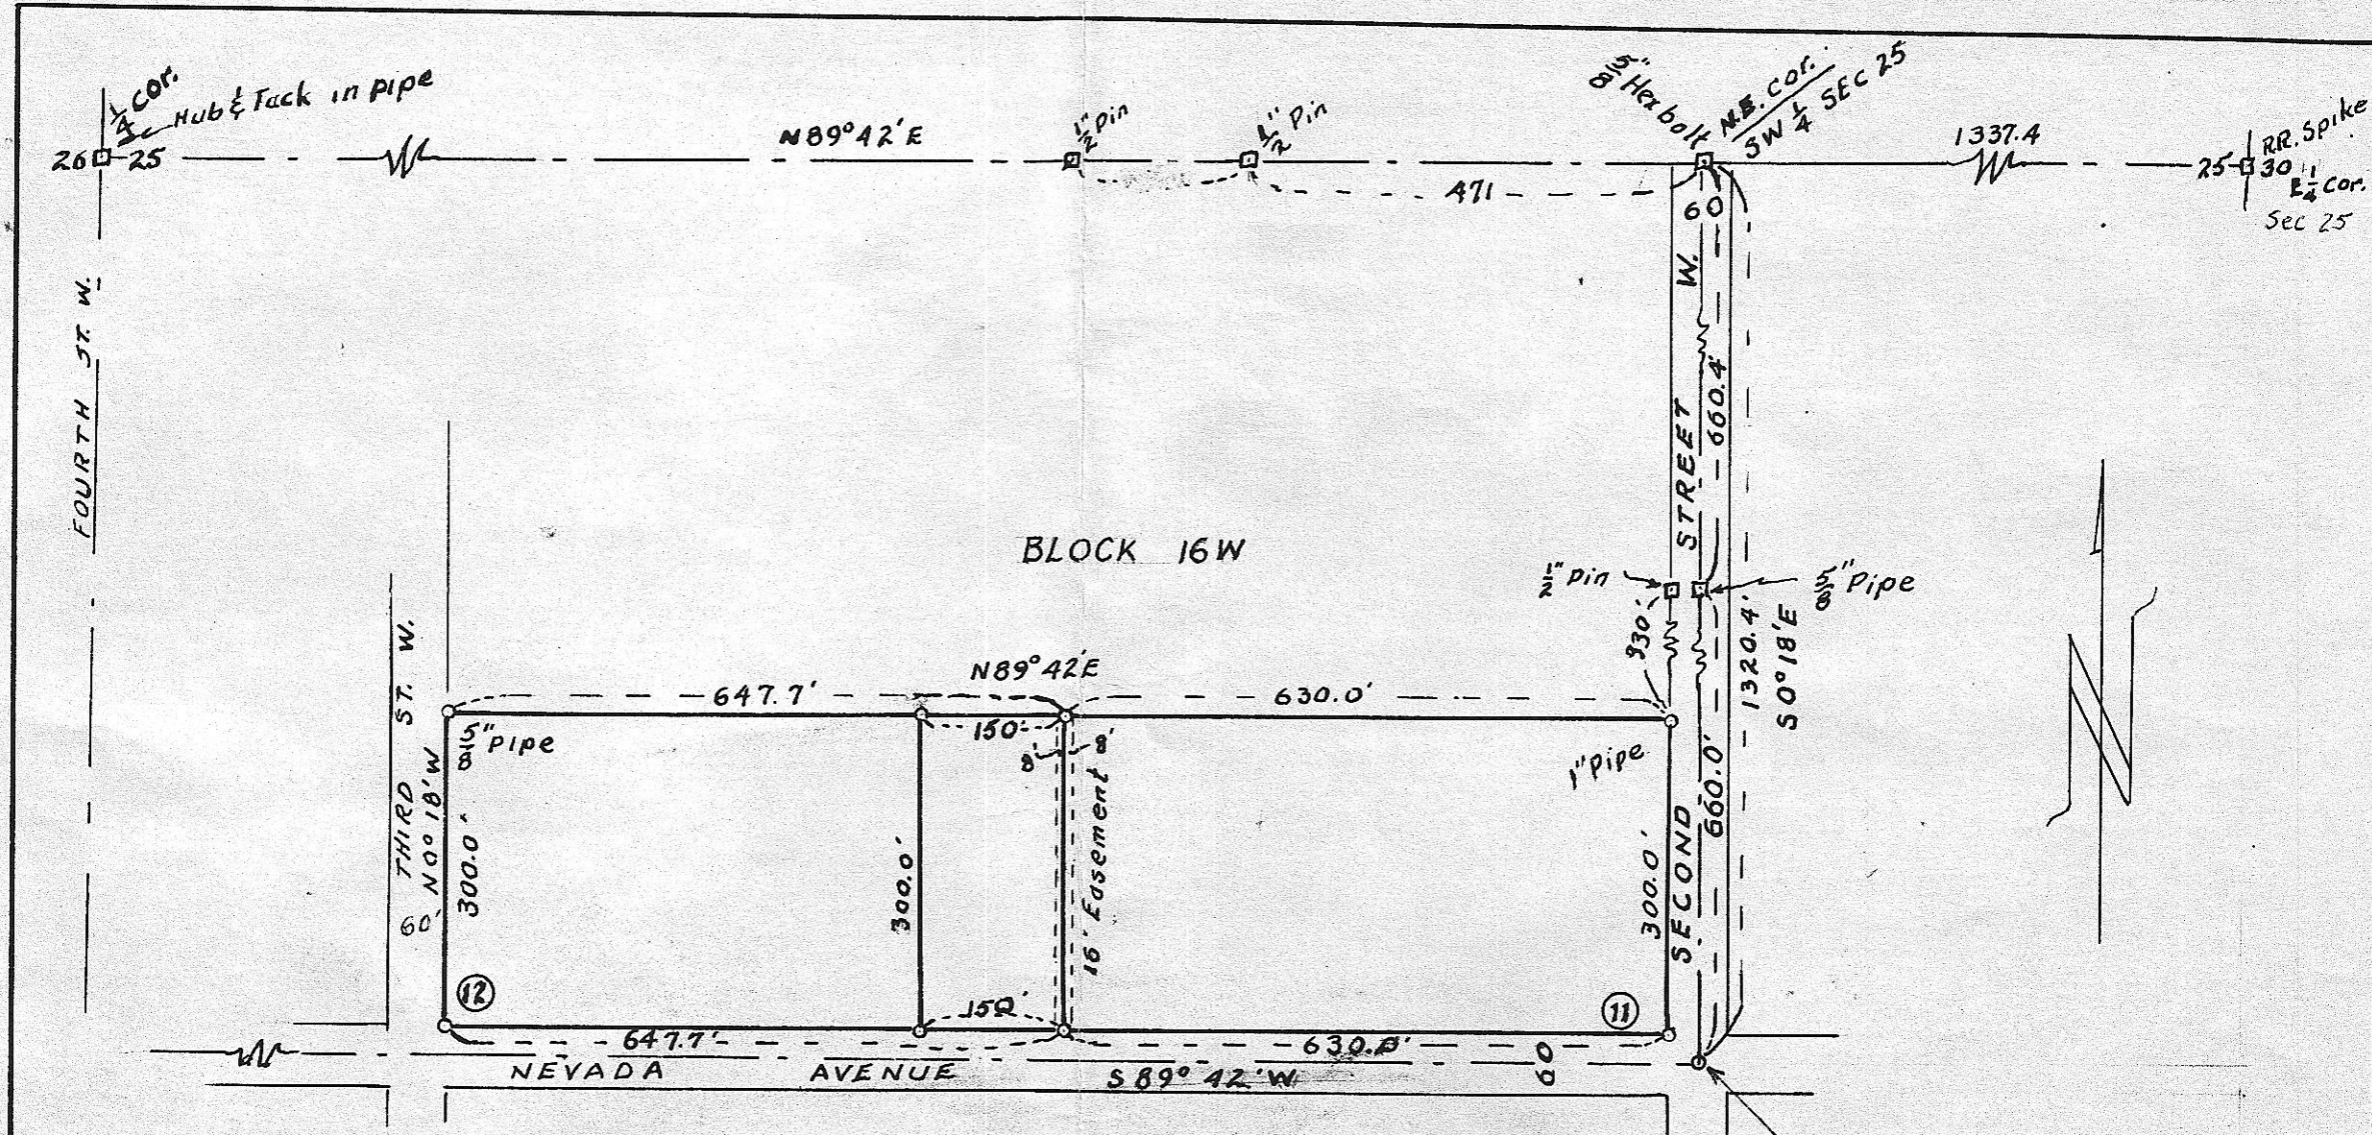 1/4 cor.
Hub & Tack in pipe
26 25
N89°42'E
1/2" pin
1/2" Pin
5/8" Hex bolt
N.E. cor.
SW 1/4 SEC 25
1337.4
25 30
RR. Spike
E 1/4 Cor.
Sec 25
471
60
FOURTH ST. W.
SECOND STREET W.
660.4'
BLOCK 16W
1/2" pin
5/8" Pipe
330'
1320.4'
S0°18'E
N89°42'E
647.7'
630.0'
150'
5/8" Pipe
8' 8'
1" Pipe
THIRD ST. W.
N0°18'W
60'
300.0'
300.0'
16' Easement
300.0'
660.0'
12
150'
11
647.7'
630.0'
60
NEVADA AVENUE
S89°42'W